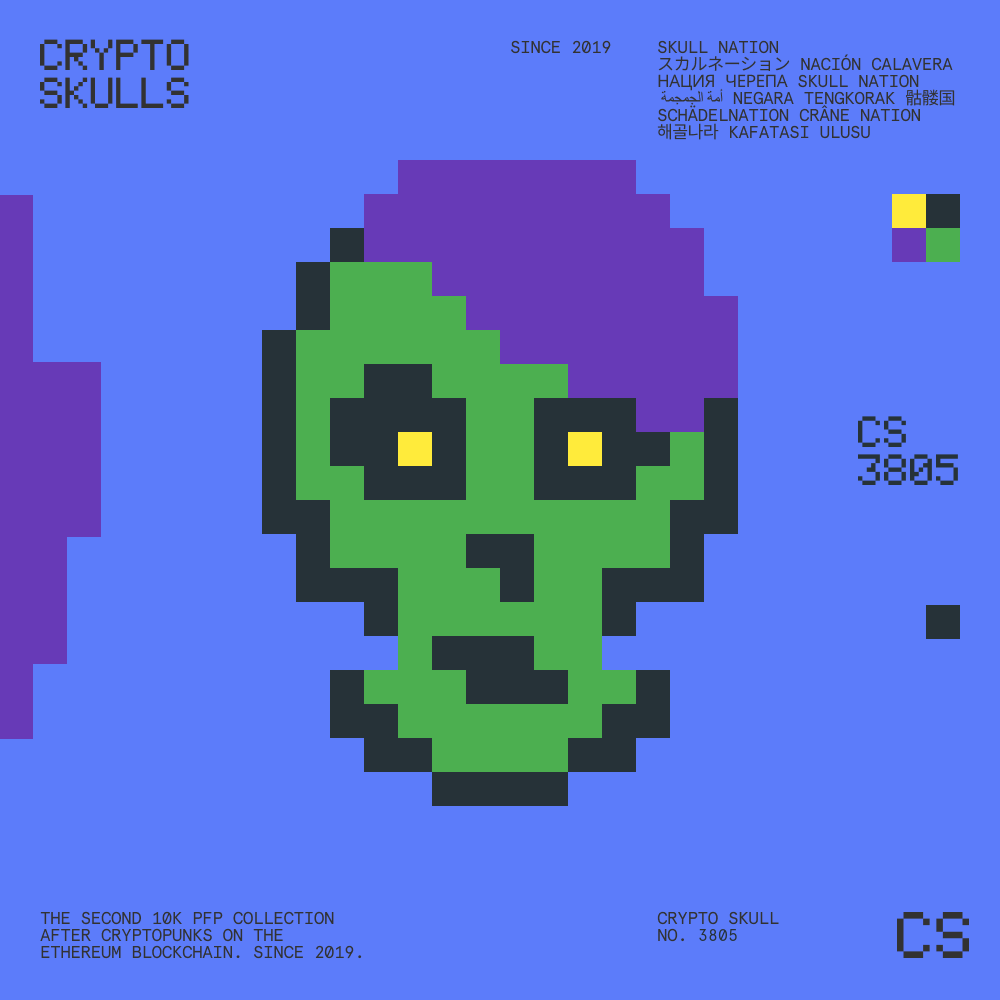 CRYPTO
SKULLS
SINCE 2019
SKULL NATION
スカルネーション NACIÓN CALAVERA
НАЦИЯ ЧЕРЕПА SKULL NATION
أمة الجمجمة NEGARA TENGKORAK 骷髅国
SCHÄDELNATION CRÂNE NATION
해골나라 KAFATASI ULUSU
CS
3805
THE SECOND 10K PFP COLLECTION
AFTER CRYPTOPUNKS ON THE
ETHEREUM BLOCKCHAIN. SINCE 2019.
CRYPTO SKULL
NO. 3805
CS